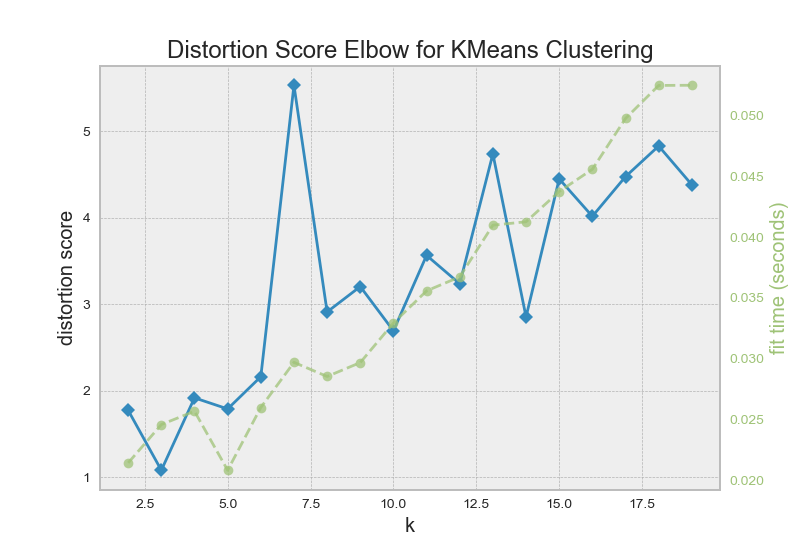 Distortion Score Elbow for KMeans Clustering
distortion score
5
4
3
2
1
2.5 5.0 7.5 10.0 12.5 15.0 17.5
k
0.050
0.045
0.040
0.035
0.030
0.025
0.020
fit time (seconds)